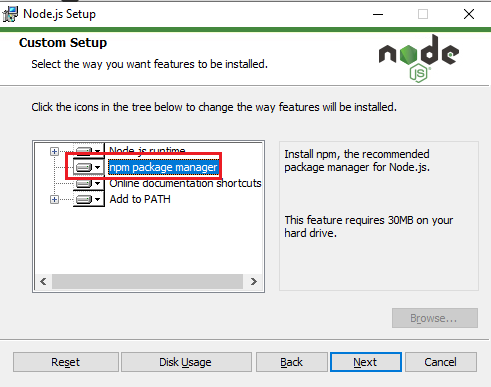 Node.js Setup
Custom Setup
Select the way you want features to be installed.
node
JS
Click the icons in the tree below to change the way features will be installed.
Node.js runtime
npm package manager
Online documentation shortcuts
Add to PATH
Install npm, the recommended
package manager for Node.js.
This feature requires 30MB on your
hard drive.
Browse...
Reset
Disk Usage
Back
Next
Cancel